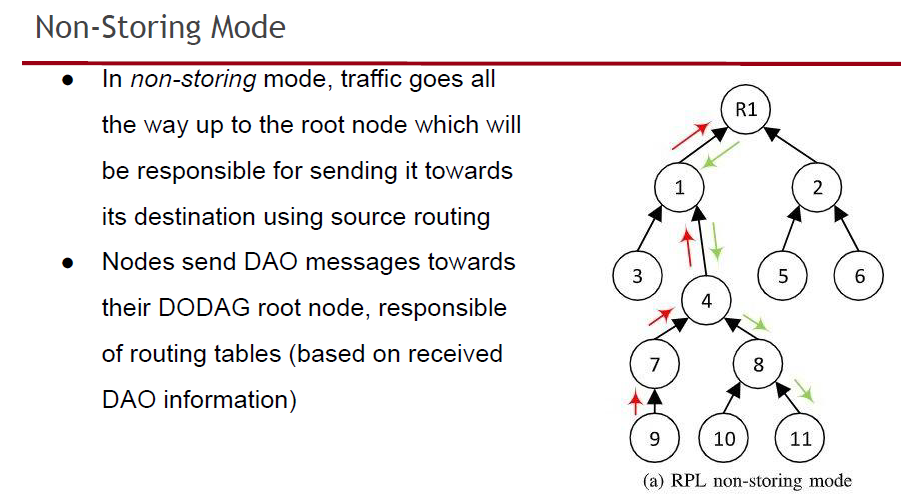 Non-Storing Mode
● In non-storing mode, traffic goes all
the way up to the root node which will
be responsible for sending it towards
its destination using source routing
● Nodes send DAO messages towards
their DODAG root node, responsible
of routing tables (based on received
DAO information)
R1
1
2
3
4
5
6
7
8
9
10
11
(a) RPL non-storing mode